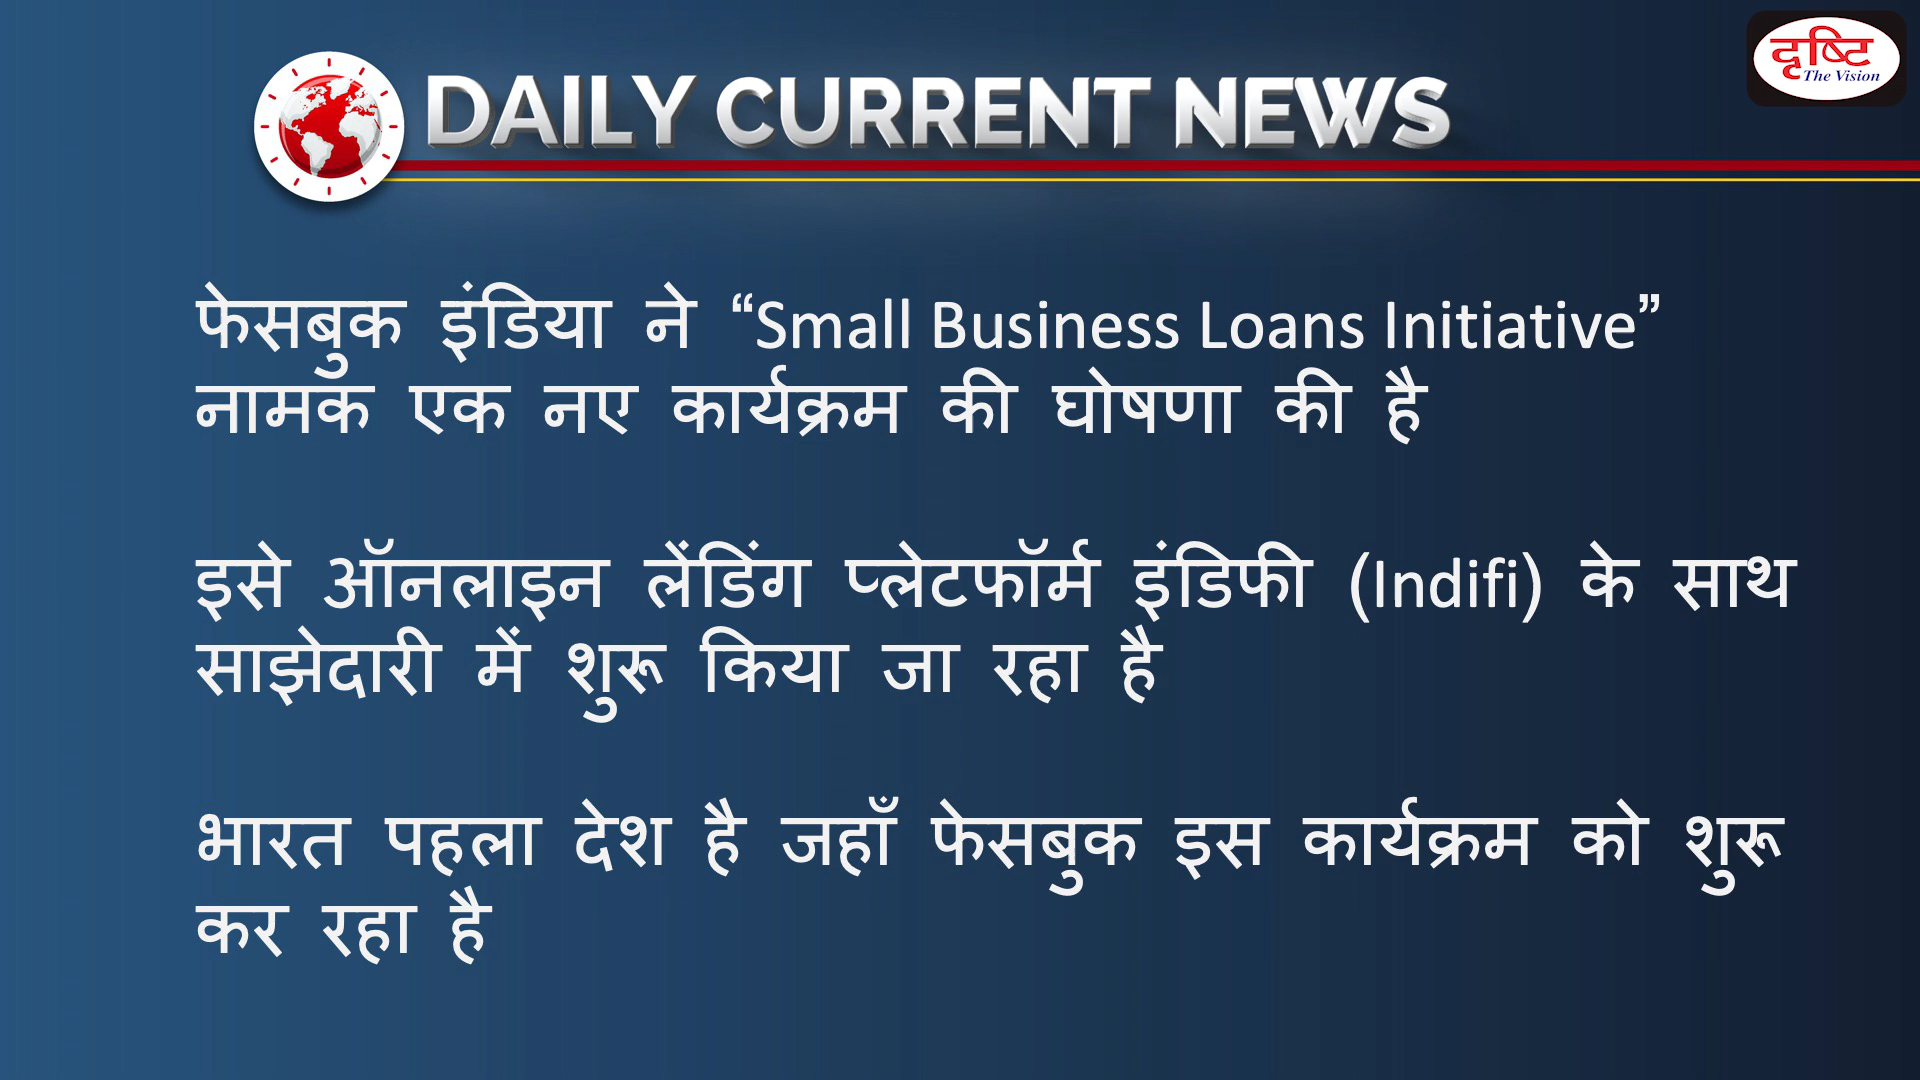 DAILY CURRENT NEWS
दृष्टि
The Vision
फेसबुक इंडिया ने “Small Business Loans Initiative”
नामक एक नए कार्यक्रम की घोषणा की है
इसे ऑनलाइन लेंडिंग प्लेटफॉर्म इंडिफी (Indifi) के साथ
साझेदारी में शुरू किया जा रहा है
भारत पहला देश है जहाँ फेसबुक इस कार्यक्रम को शुरू
कर रहा है